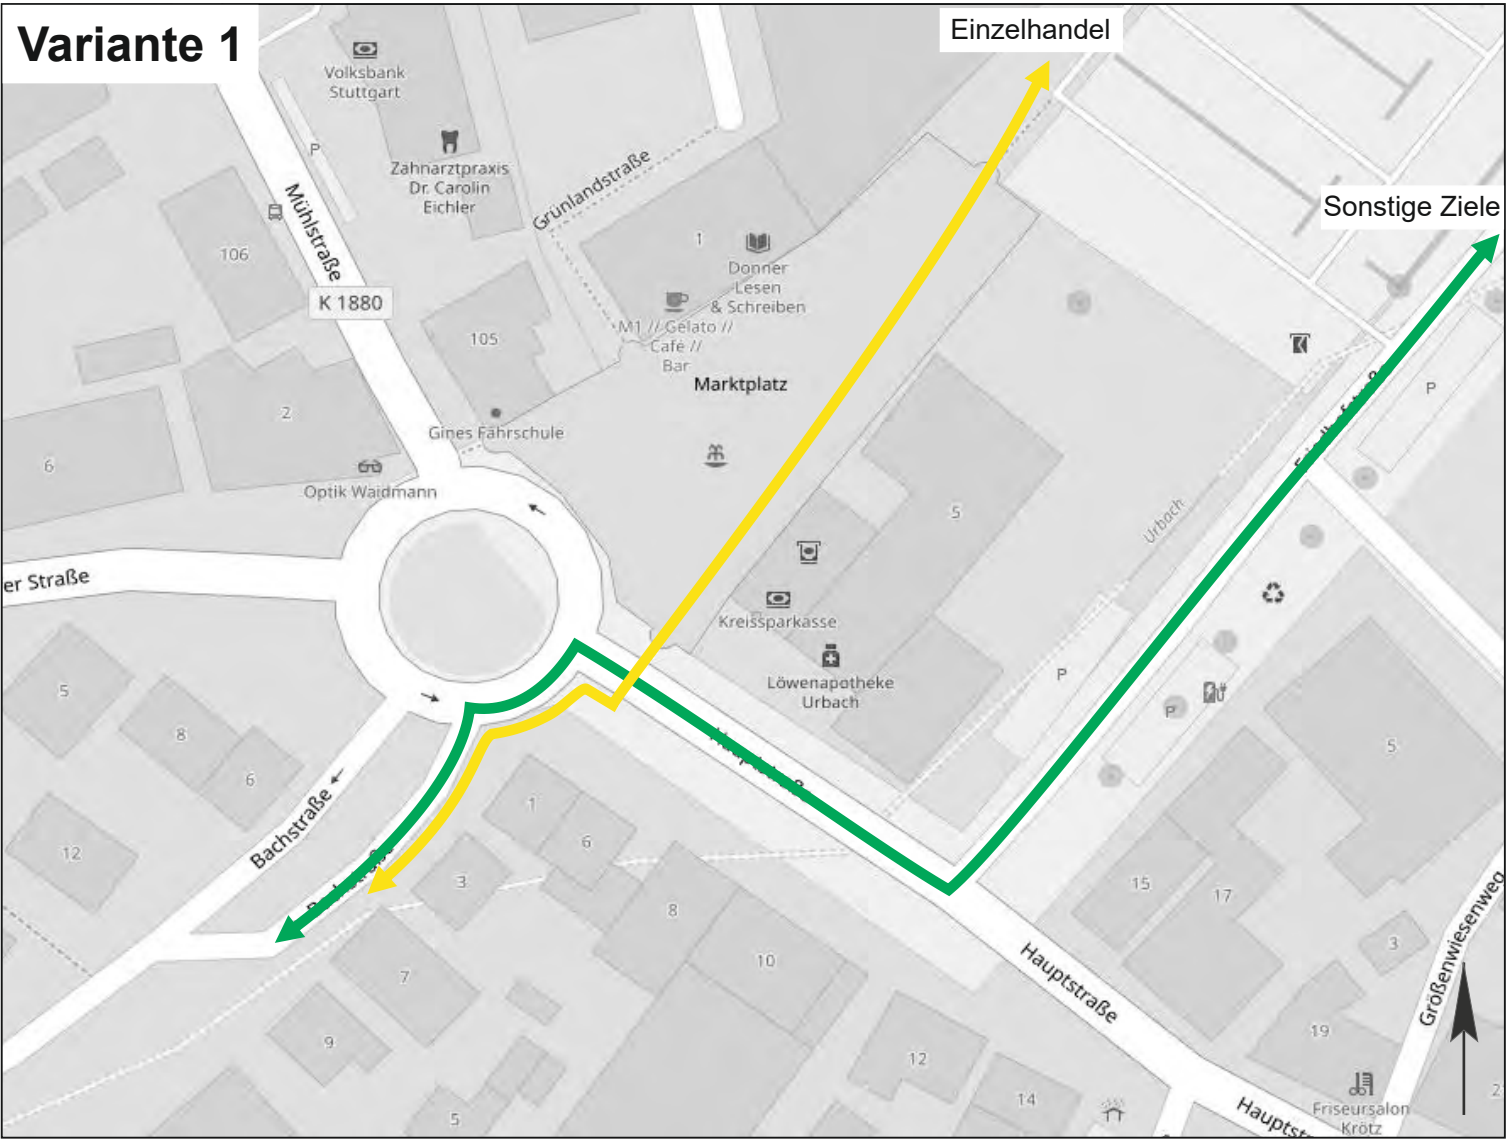 Variante 1
Einzelhandel
Volksbank
Stuttgart
P
Zahnarztpraxis
Dr. Carolin
Eichler
Grünlandstraße
Sonstige Ziele
Mühlstraße
106
1
Donner
Lesen
& Schreiben
K 1880
M1 // Gelato //
Café //
Bar
105
Marktplatz
P
2
Gines Fahrschule
6
Optik Waidmann
5
Urbach
er Straße
Kreissparkasse
Löwenapotheke
Urbach
P
P
5
8
6
5
Hauptstraße
1
6
12
Bachstraße
3
15
17
8
3
Größenwiesenweg
10
7
Hauptstraße
9
12
19
14
5
Friseursalon
Krötz